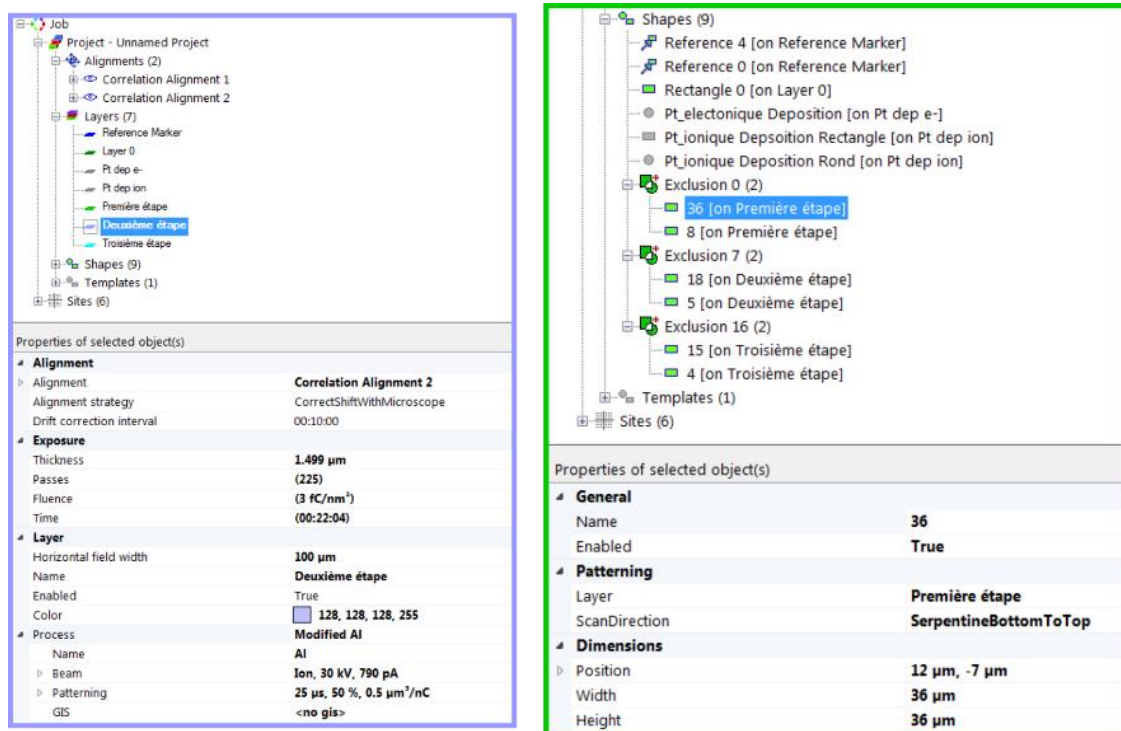 Job
Project - Unnamed Project
Alignments (2)
Correlation Alignment 1
Correlation Alignment 2
Layers (7)
Reference Marker
Layer 0
Pt dep e-
Pt dep ion
Première étape
Deuxième étape
Troisième étape
Shapes (9)
Templates (1)
Sites (6)
Properties of selected object(s)
Alignment
Alignment Correlation Alignment 2
Alignment strategy CorrectShiftWithMicroscope
Drift correction interval 00:10:00
Exposure
Thickness 1.499 µm
Passes (225)
Fluence (3 fC/nm²)
Time (00:22:04)
Layer
Horizontal field width 100 µm
Name Deuxième étape
Enabled True
Color 128, 128, 128, 255
Process Modified Al
Name Al
Beam Ion, 30 kV, 790 pA
Patterning 25 µs, 50 %, 0.5 µm³/nC
GIS <no gis>
Shapes (9)
Reference 4 [on Reference Marker]
Reference 0 [on Reference Marker]
Rectangle 0 [on Layer 0]
Pt_electonique Deposition [on Pt dep e-]
Pt_ionique Depsoition Rectangle [on Pt dep ion]
Pt_ionique Deposition Rond [on Pt dep ion]
Exclusion 0 (2)
36 [on Première étape]
8 [on Première étape]
Exclusion 7 (2)
18 [on Deuxième étape]
5 [on Deuxième étape]
Exclusion 16 (2)
15 [on Troisième étape]
4 [on Troisième étape]
Templates (1)
Sites (6)
Properties of selected object(s)
General
Name 36
Enabled True
Patterning
Layer Première étape
ScanDirection SerpentineBottomToTop
Dimensions
Position 12 µm, -7 µm
Width 36 µm
Height 36 µm